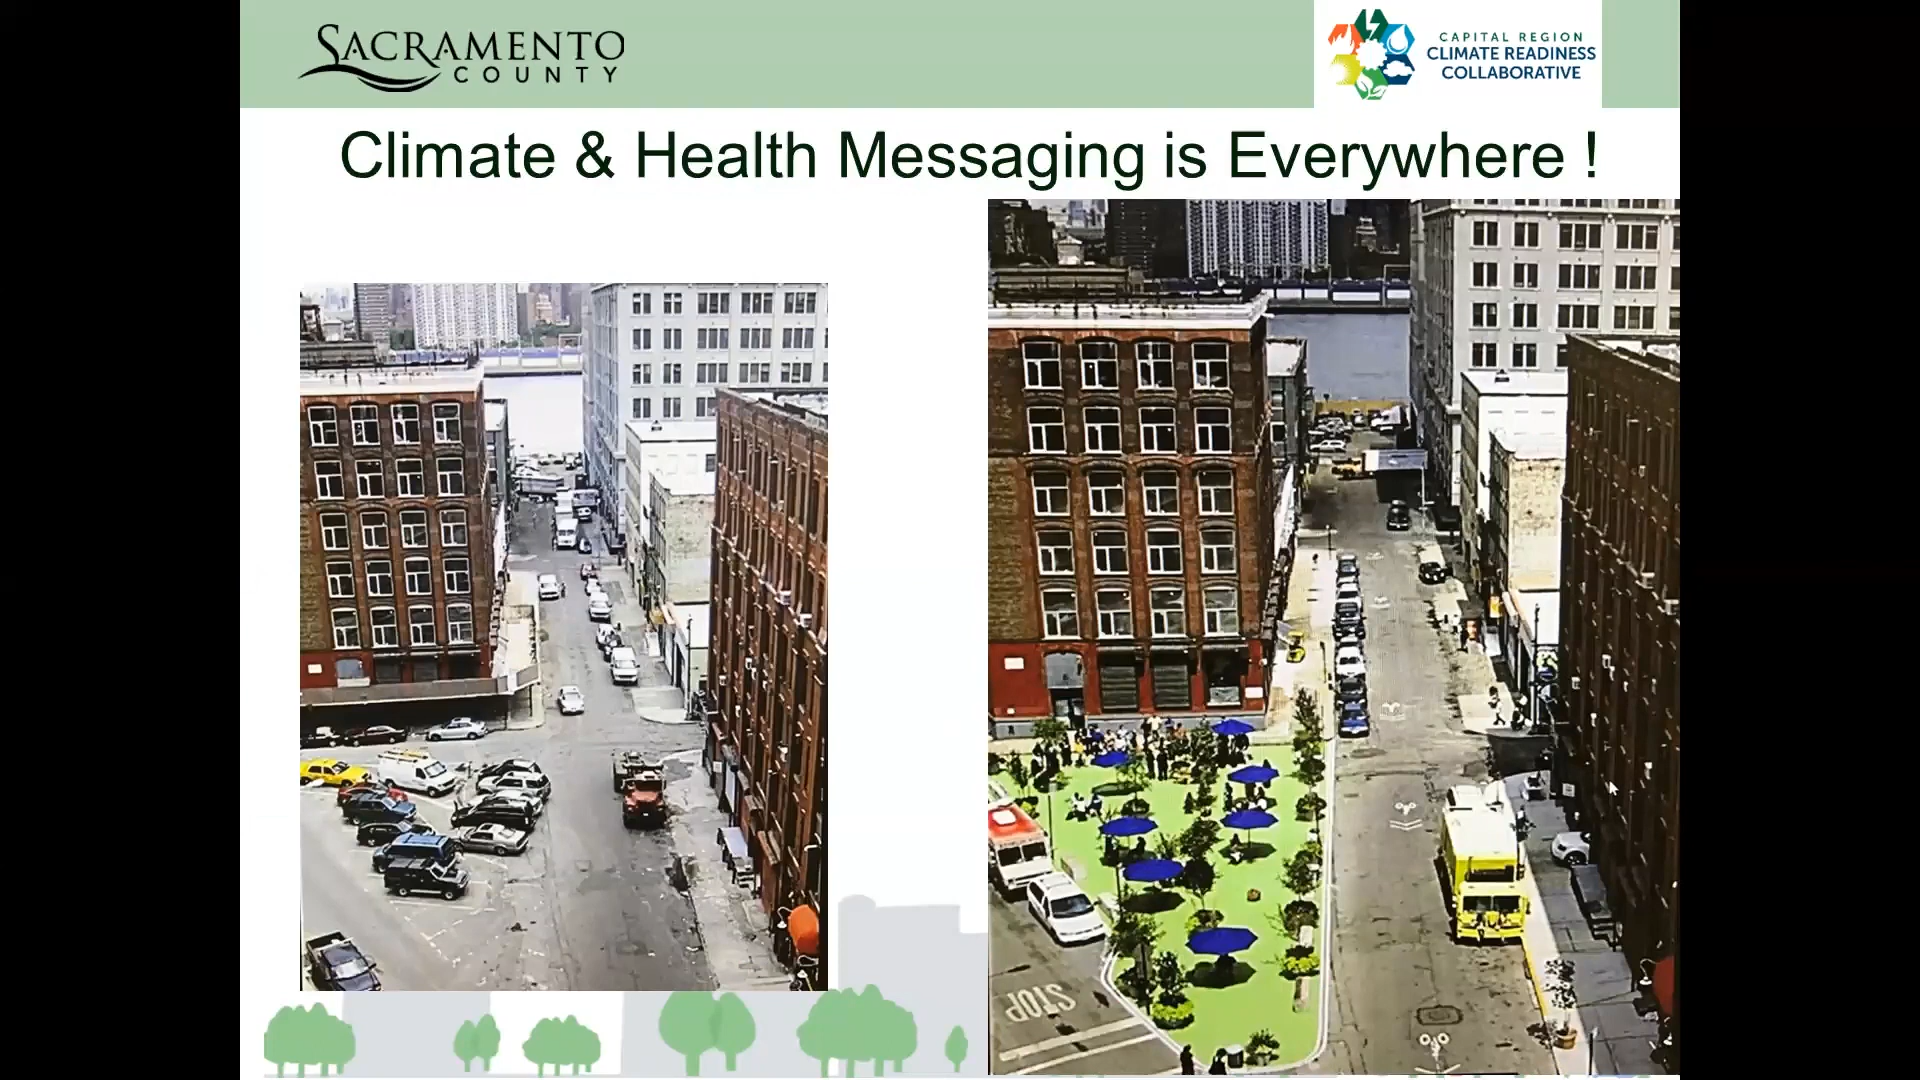 SACRAMENTO
COUNTY
CAPITAL REGION
CLIMATE READINESS
COLLABORATIVE
Climate & Health Messaging is Everywhere !
STOP